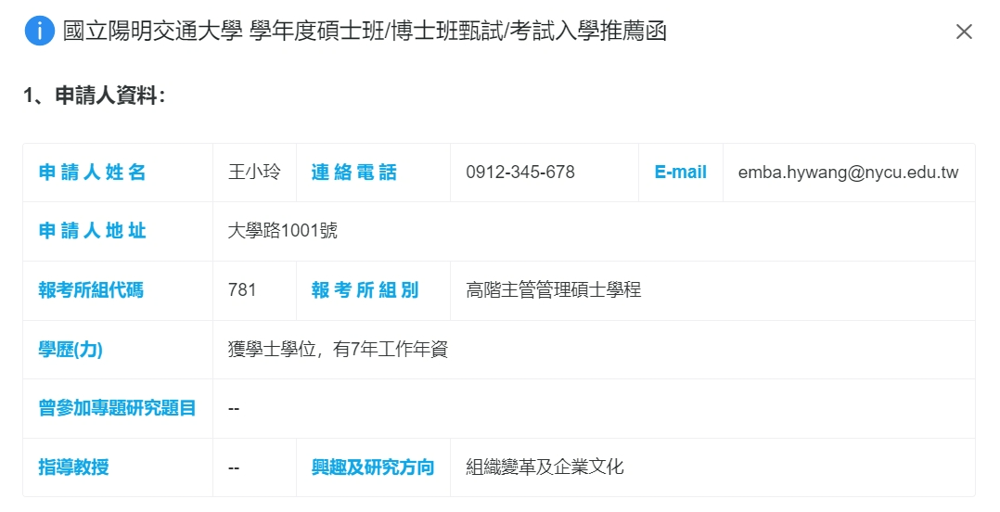 國立陽明交通大學 學年度碩士班/博士班甄試/考試入學推薦函
1、申請人資料：
申 請 人 姓 名 王小玲 連 絡 電 話 0912-345-678 E-mail emba.hywang@nycu.edu.tw
申 請 人 地 址 大學路1001號
報考所組代碼 781 報 考 所 組 別 高階主管管理碩士學程
學歷(力) 獲學士學位，有7年工作年資
曾參加專題研究題目 --
指導教授 -- 興趣及研究方向 組織變革及企業文化